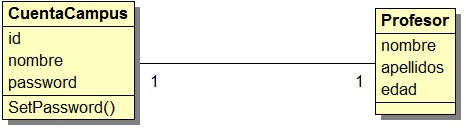 CuentaCampus
id
nombre
password
SetPassword()
1
1
Profesor
nombre
apellidos
edad